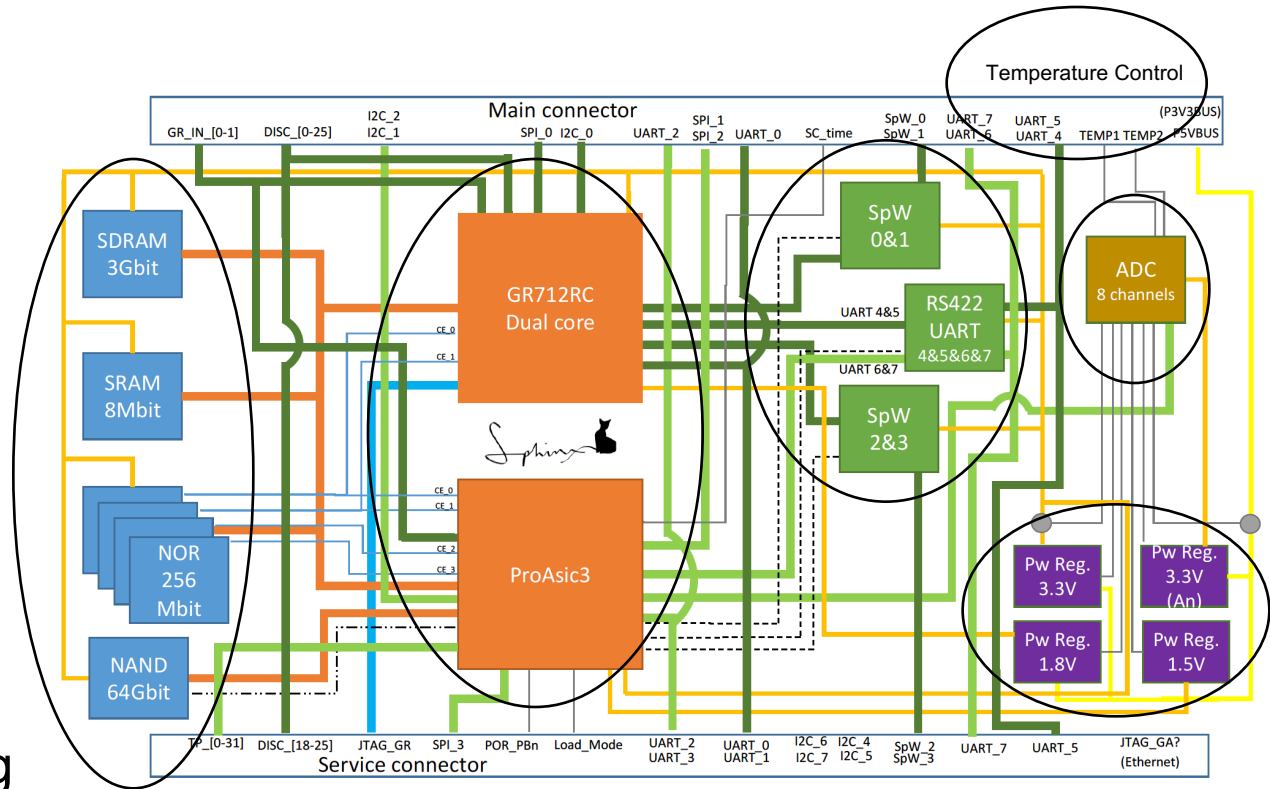 Temperature Control
Main connector
GR_IN_[0-1]
DISC_[0-25]
I2C_2
I2C_1
SPI_0
I2C_0
UART_2
SPI_1
SPI_2
UART_0
SC_time
SpW_0
SpW_1
UART_7
UART_6
UART_5
UART_4
TEMP1
TEMP2
(P3V3BUS)
P5VBUS
SDRAM
3Gbit
SRAM
8Mbit
NOR
256
Mbit
NAND
64Gbit
GR712RC
Dual core
CE_0
CE_1
Sphinx
CE_0
CE_1
CE_2
CE_3
ProAsic3
SpW
0&1
UART 4&5
RS422
UART
4&5&6&7
UART 6&7
SpW
2&3
ADC
8 channels
Pw Reg.
3.3V
Pw Reg.
3.3V
(An)
Pw Reg.
1.8V
Pw Reg.
1.5V
TP_[0-31]
DISC_[18-25]
JTAG_GR
SPI_3
POR_PBn
Load_Mode
UART_2
UART_3
UART_0
UART_1
I2C_6
I2C_7
I2C_4
I2C_5
SpW_2
SpW_3
UART_7
UART_5
JTAG_GA?
(Ethernet)
Service connector
g